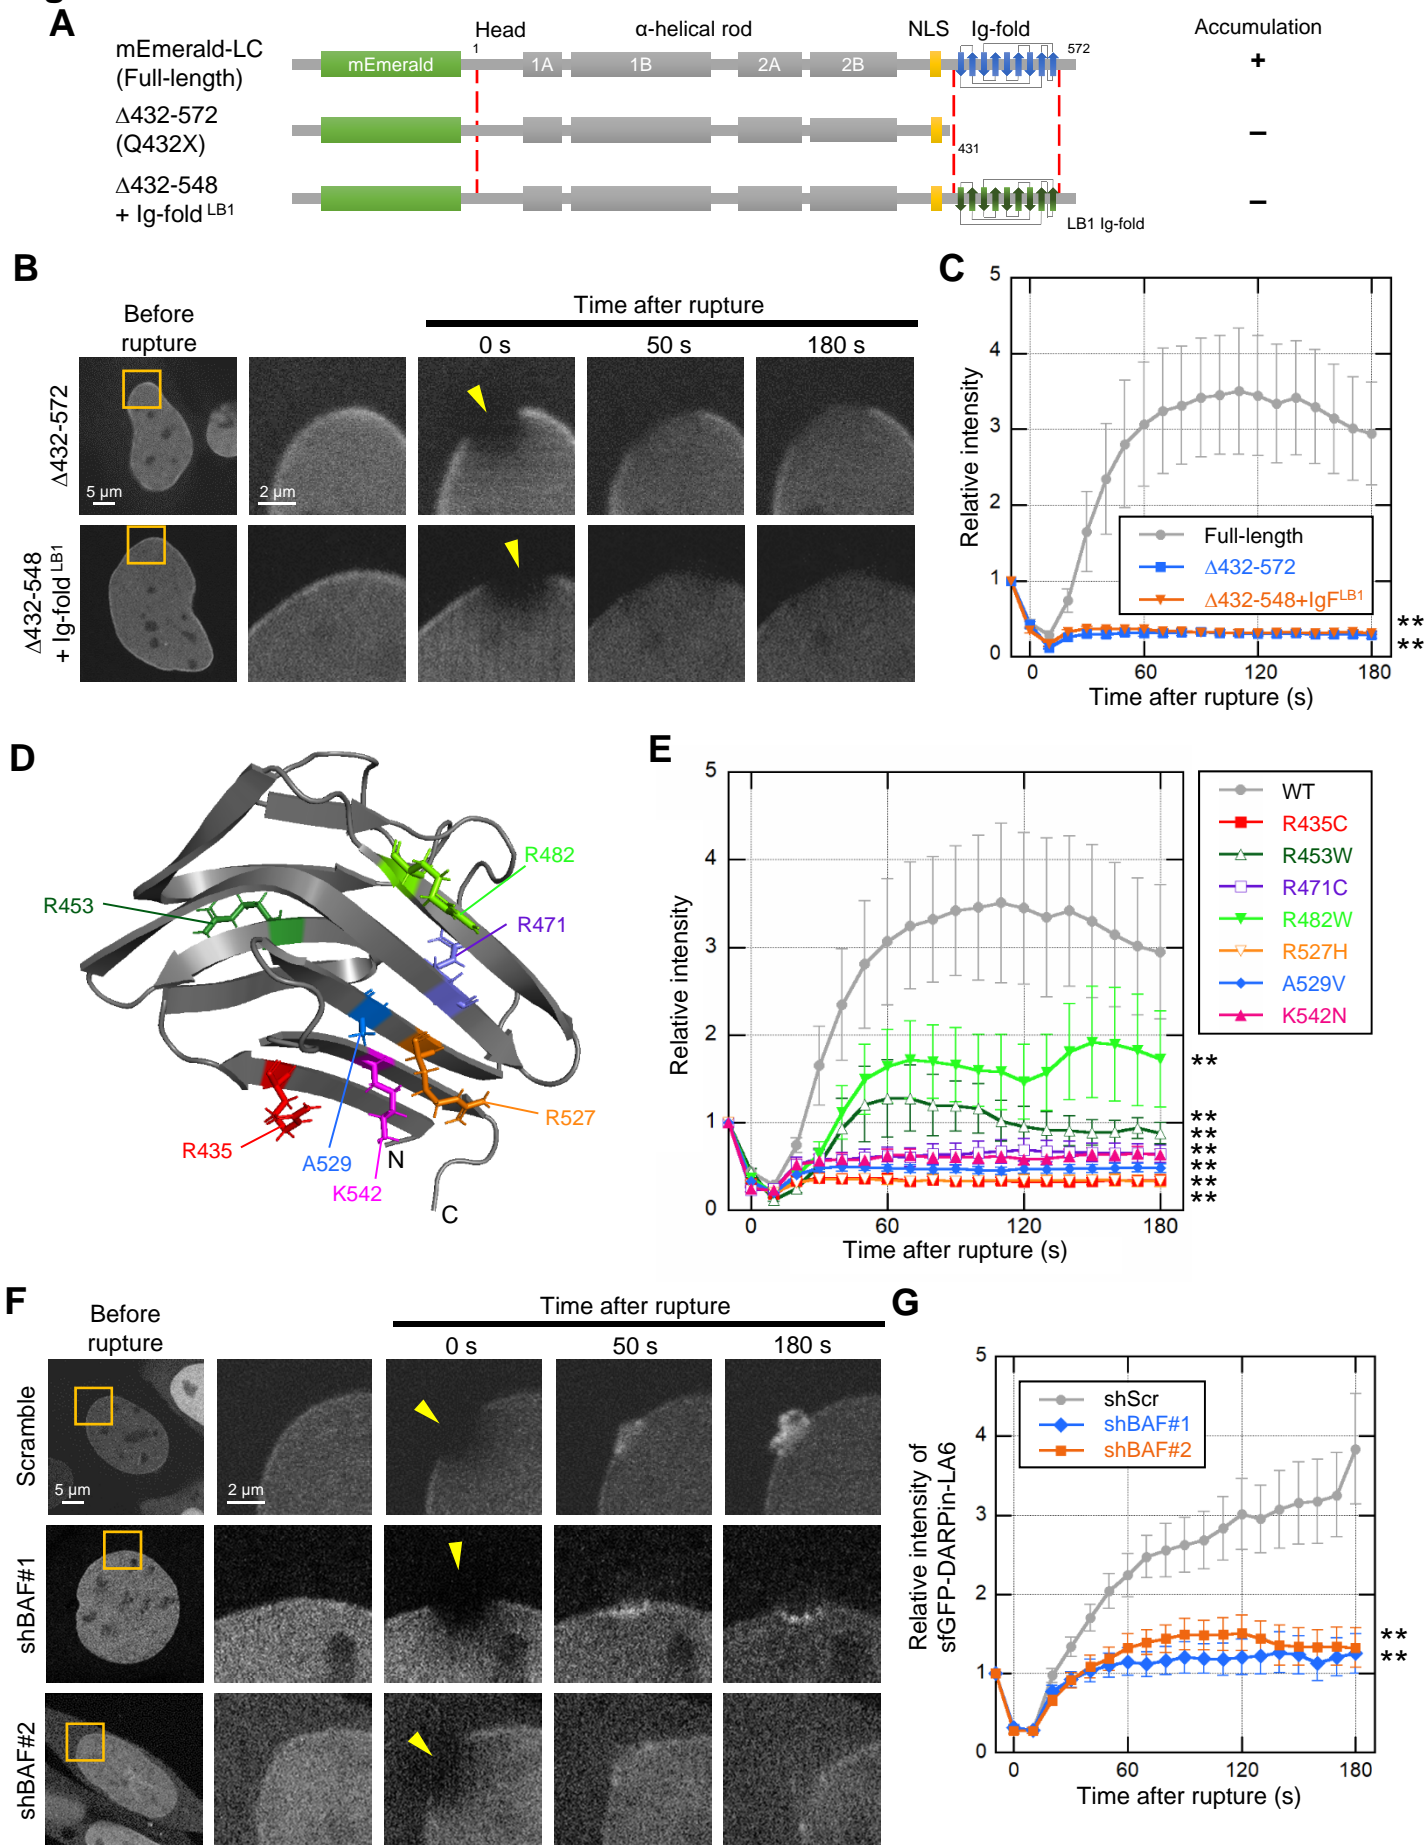 A
Head
α-helical rod
NLS
Ig-fold
Accumulation
mEmerald-LC
(Full-length)
1
572
mEmerald
1A
1B
2A
2B
+
Δ432-572
(Q432X)
431
–
Δ432-548
+ Ig-fold LB1
–
LB1 Ig-fold
B
Before
rupture
Time after rupture
0 s
50 s
180 s
Δ432-572
5 µm
2 µm
Δ432-548
+ Ig-fold LB1
C
Relative intensity
5
4
3
2
1
0
Full-length
Δ432-572
Δ432-548+IgF LB1
**
**
0
60
120
180
Time after rupture (s)
D
R482
R453
R471
R527
R435
A529
N
K542
C
E
Relative intensity
5
4
3
2
1
0
WT
R435C
R453W
R471C
R482W
R527H
A529V
K542N
**
**
**
**
**
**
**
0
60
120
180
Time after rupture (s)
F
Before
rupture
Time after rupture
0 s
50 s
180 s
Scramble
5 µm
2 µm
shBAF#1
shBAF#2
G
Relative intensity of
sfGFP-DARPin-LA6
5
4
3
2
1
0
shScr
shBAF#1
shBAF#2
**
**
0
60
120
180
Time after rupture (s)